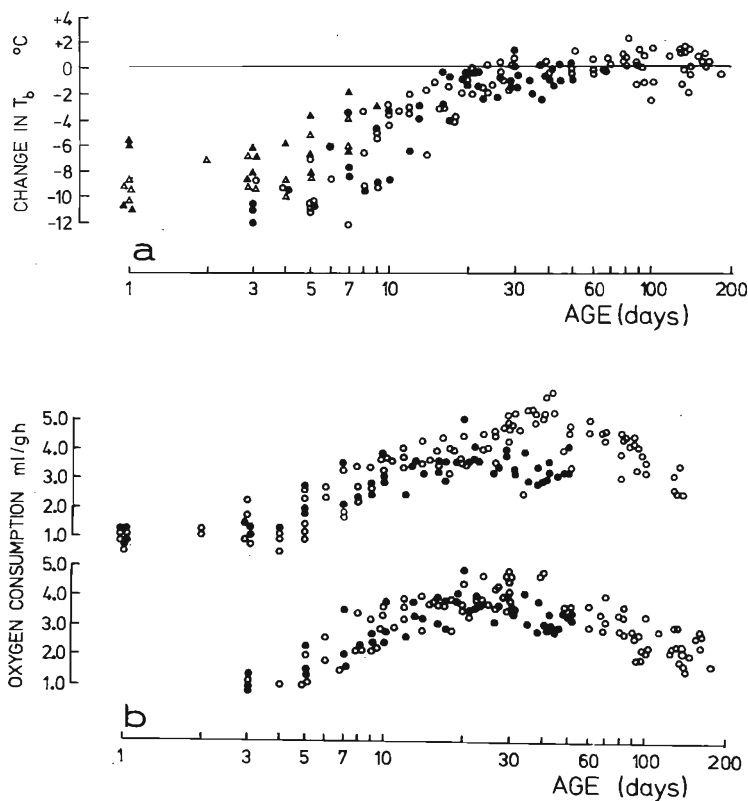 CHANGE IN Tb °C
+4
+2
0
-2
-4
-6
-8
-10
-12
a
1 3 5 7 10 30 60 100 200
AGE (days)
OXYGEN CONSUMPTION ml/gh
5.0
4.0
3.0
2.0
1.0
5.0
4.0
3.0
2.0
1.0
b
1 3 5 7 10 30 60 100 200
AGE (days)